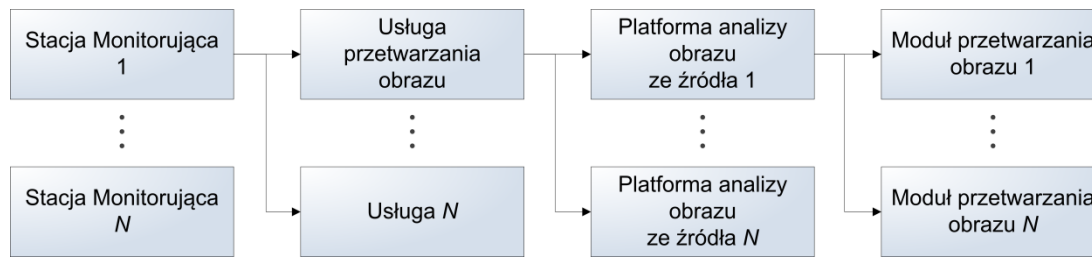 Stacja Monitorująca
1
Usługa
przetwarzania
obrazu
Platforma analizy
obrazu
ze źródła 1
Moduł przetwarzania
obrazu 1
Stacja Monitorująca
N
Usługa N
Platforma analizy
obrazu
ze źródła N
Moduł przetwarzania
obrazu N